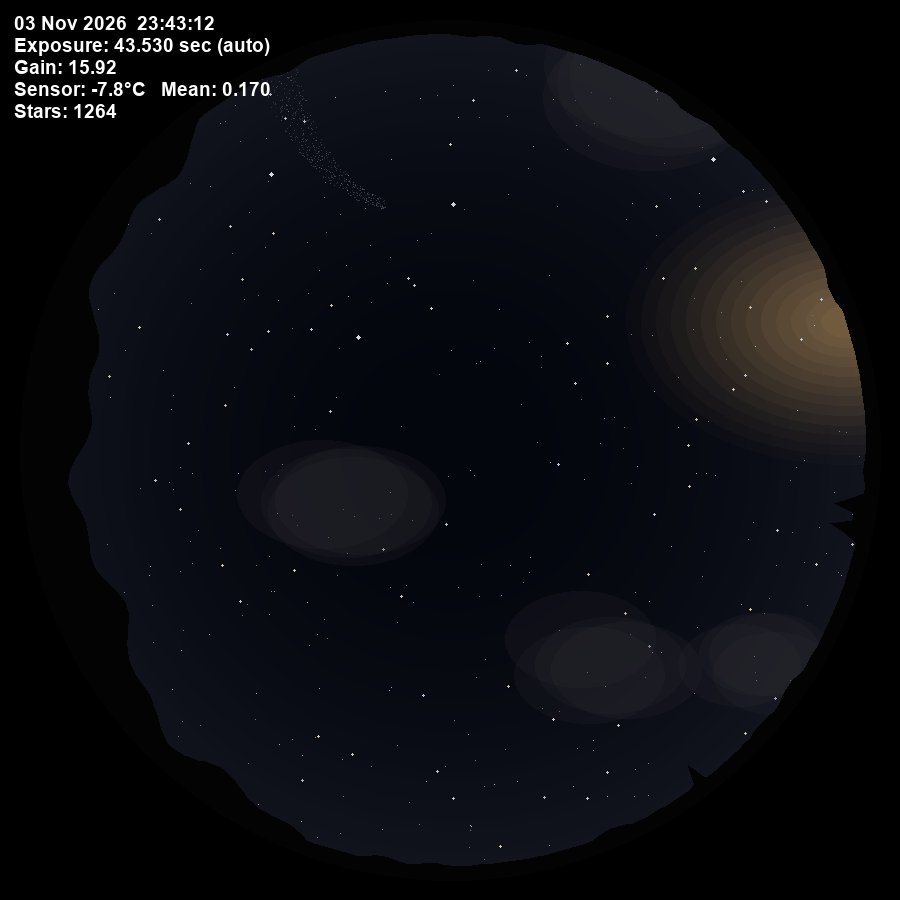 03 Nov 2026  23:43:12
Exposure: 43.530 sec (auto)
Gain: 15.92
Sensor: -7.8°C   Mean: 0.170
Stars: 1264